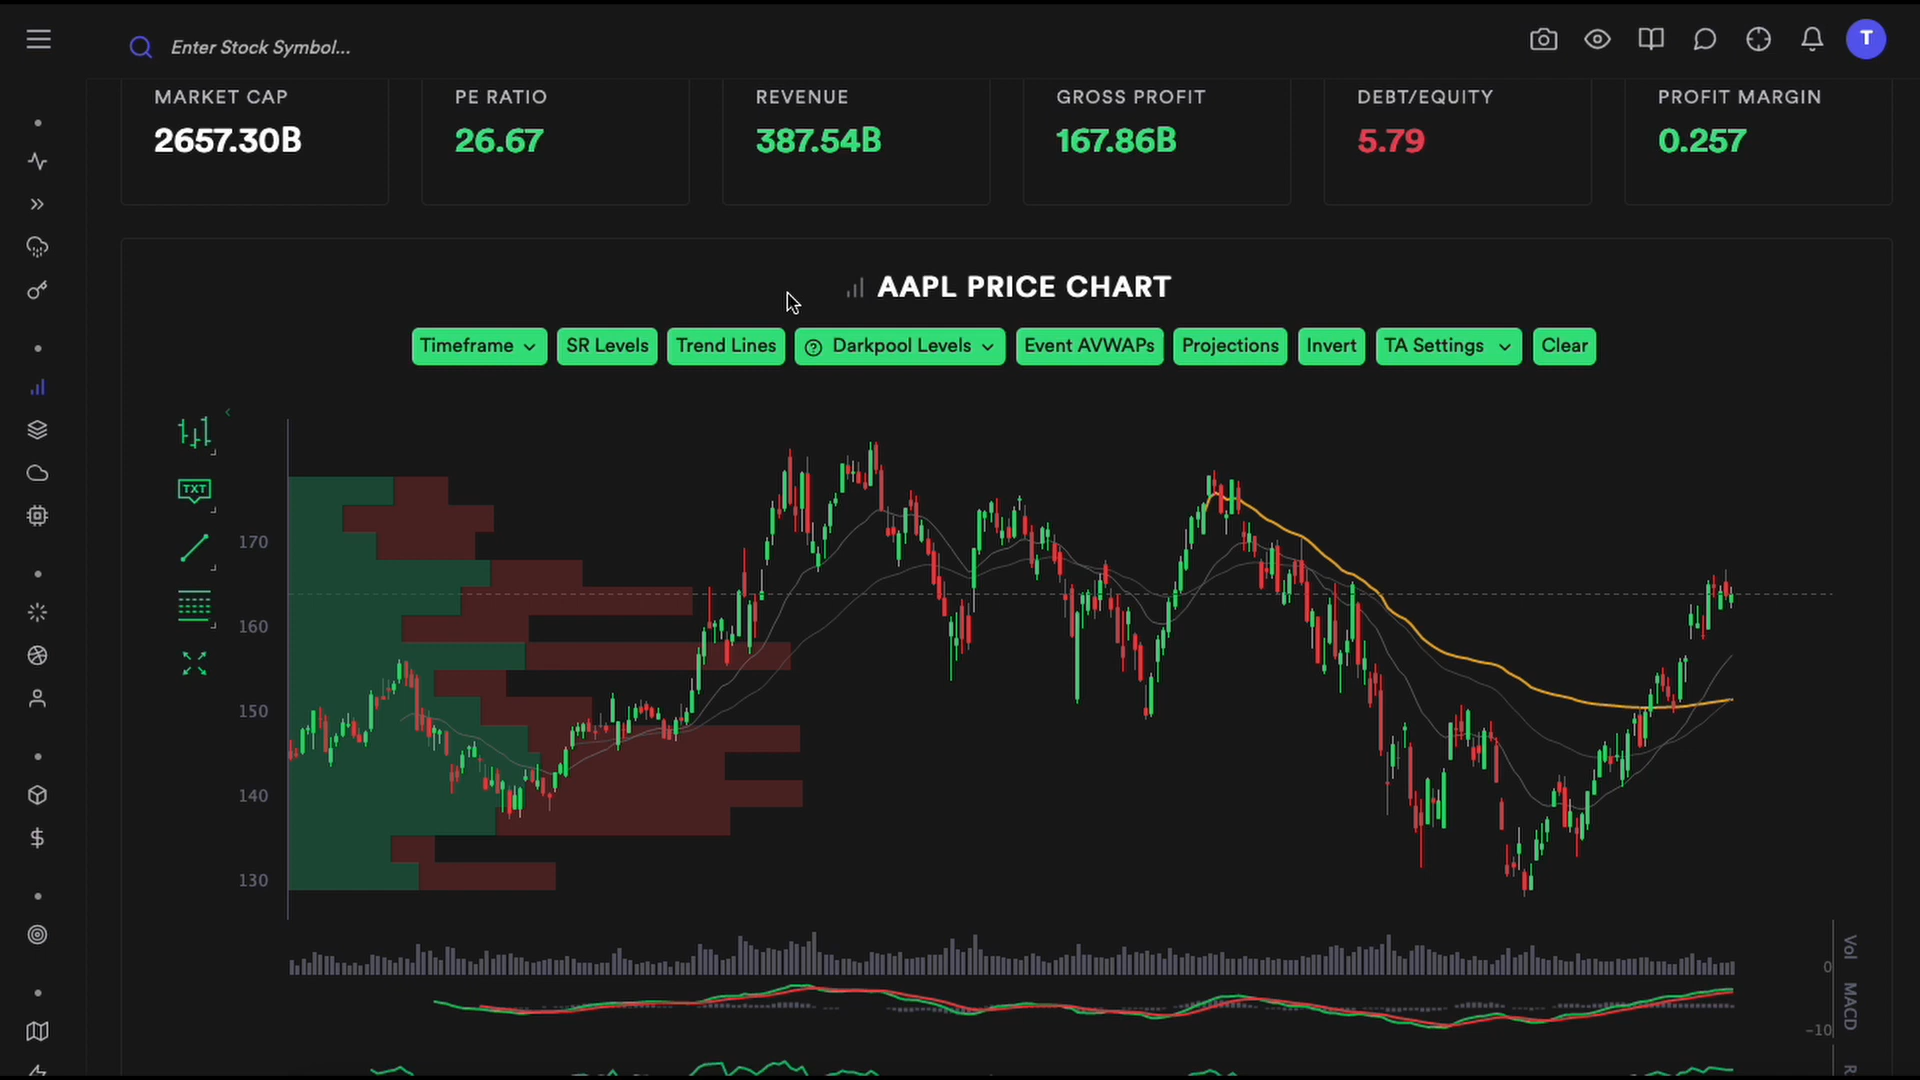 Enter Stock Symbol...
T
MARKET CAP
PE RATIO
REVENUE
GROSS PROFIT
DEBT/EQUITY
PROFIT MARGIN
2657.30B
26.67
387.54B
167.86B
5.79
0.257
AAPL PRICE CHART
Timeframe
SR Levels
Trend Lines
? Darkpool Levels
Event AVWAPs
Projections
Invert
TA Settings
Clear
TXT
170
160
150
140
130
Vol
0
MACD
-10
R